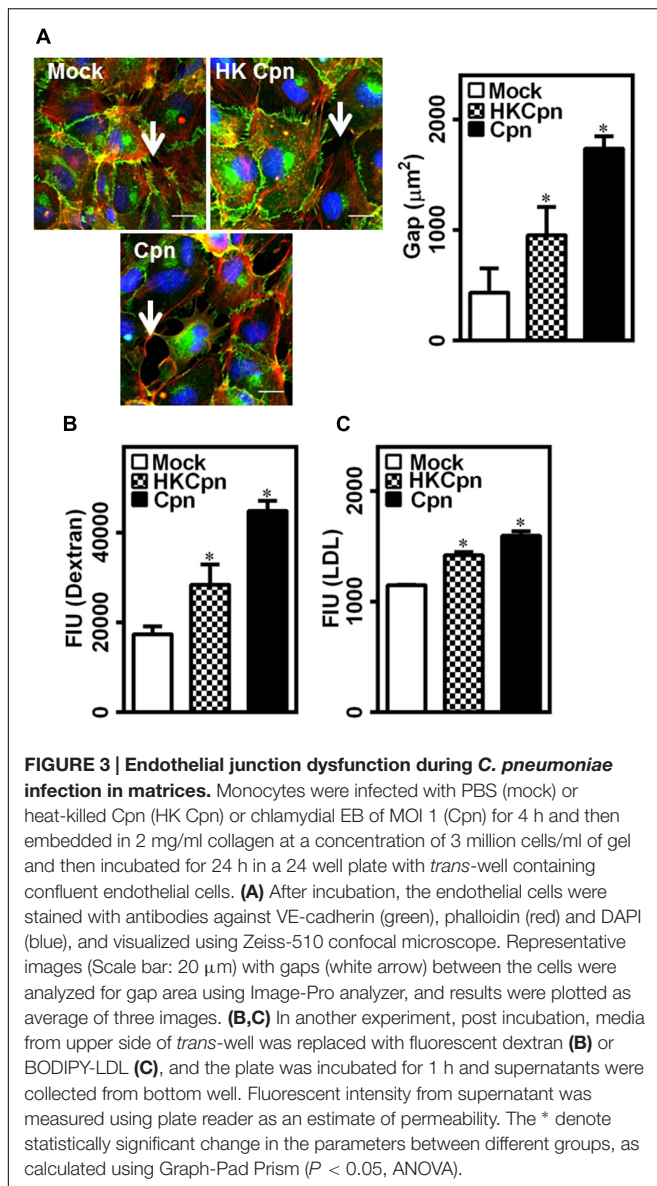 A
Mock
HK Cpn
Cpn
Mock
HKCpn
Cpn
Gap (µm²)
0
1000
2000
*
*
B
Mock
HKCpn
Cpn
FIU (Dextran)
0
20000
40000
*
*
C
Mock
HKCpn
Cpn
FIU (LDL)
0
1000
2000
*
*
FIGURE 3 | Endothelial junction dysfunction during C. pneumoniae
infection in matrices. Monocytes were infected with PBS (mock) or
heat-killed Cpn (HK Cpn) or chlamydial EB of MOI 1 (Cpn) for 4 h and then
embedded in 2 mg/ml collagen at a concentration of 3 million cells/ml of gel
and then incubated for 24 h in a 24 well plate with trans-well containing
confluent endothelial cells. (A) After incubation, the endothelial cells were
stained with antibodies against VE-cadherin (green), phalloidin (red) and DAPI
(blue), and visualized using Zeiss-510 confocal microscope. Representative
images (Scale bar: 20 µm) with gaps (white arrow) between the cells were
analyzed for gap area using Image-Pro analyzer, and results were plotted as
average of three images. (B,C) In another experiment, post incubation, media
from upper side of trans-well was replaced with fluorescent dextran (B) or
BODIPY-LDL (C), and the plate was incubated for 1 h and supernatants were
collected from bottom well. Fluorescent intensity from supernatant was
measured using plate reader as an estimate of permeability. The * denote
statistically significant change in the parameters between different groups, as
calculated using Graph-Pad Prism (P < 0.05, ANOVA).